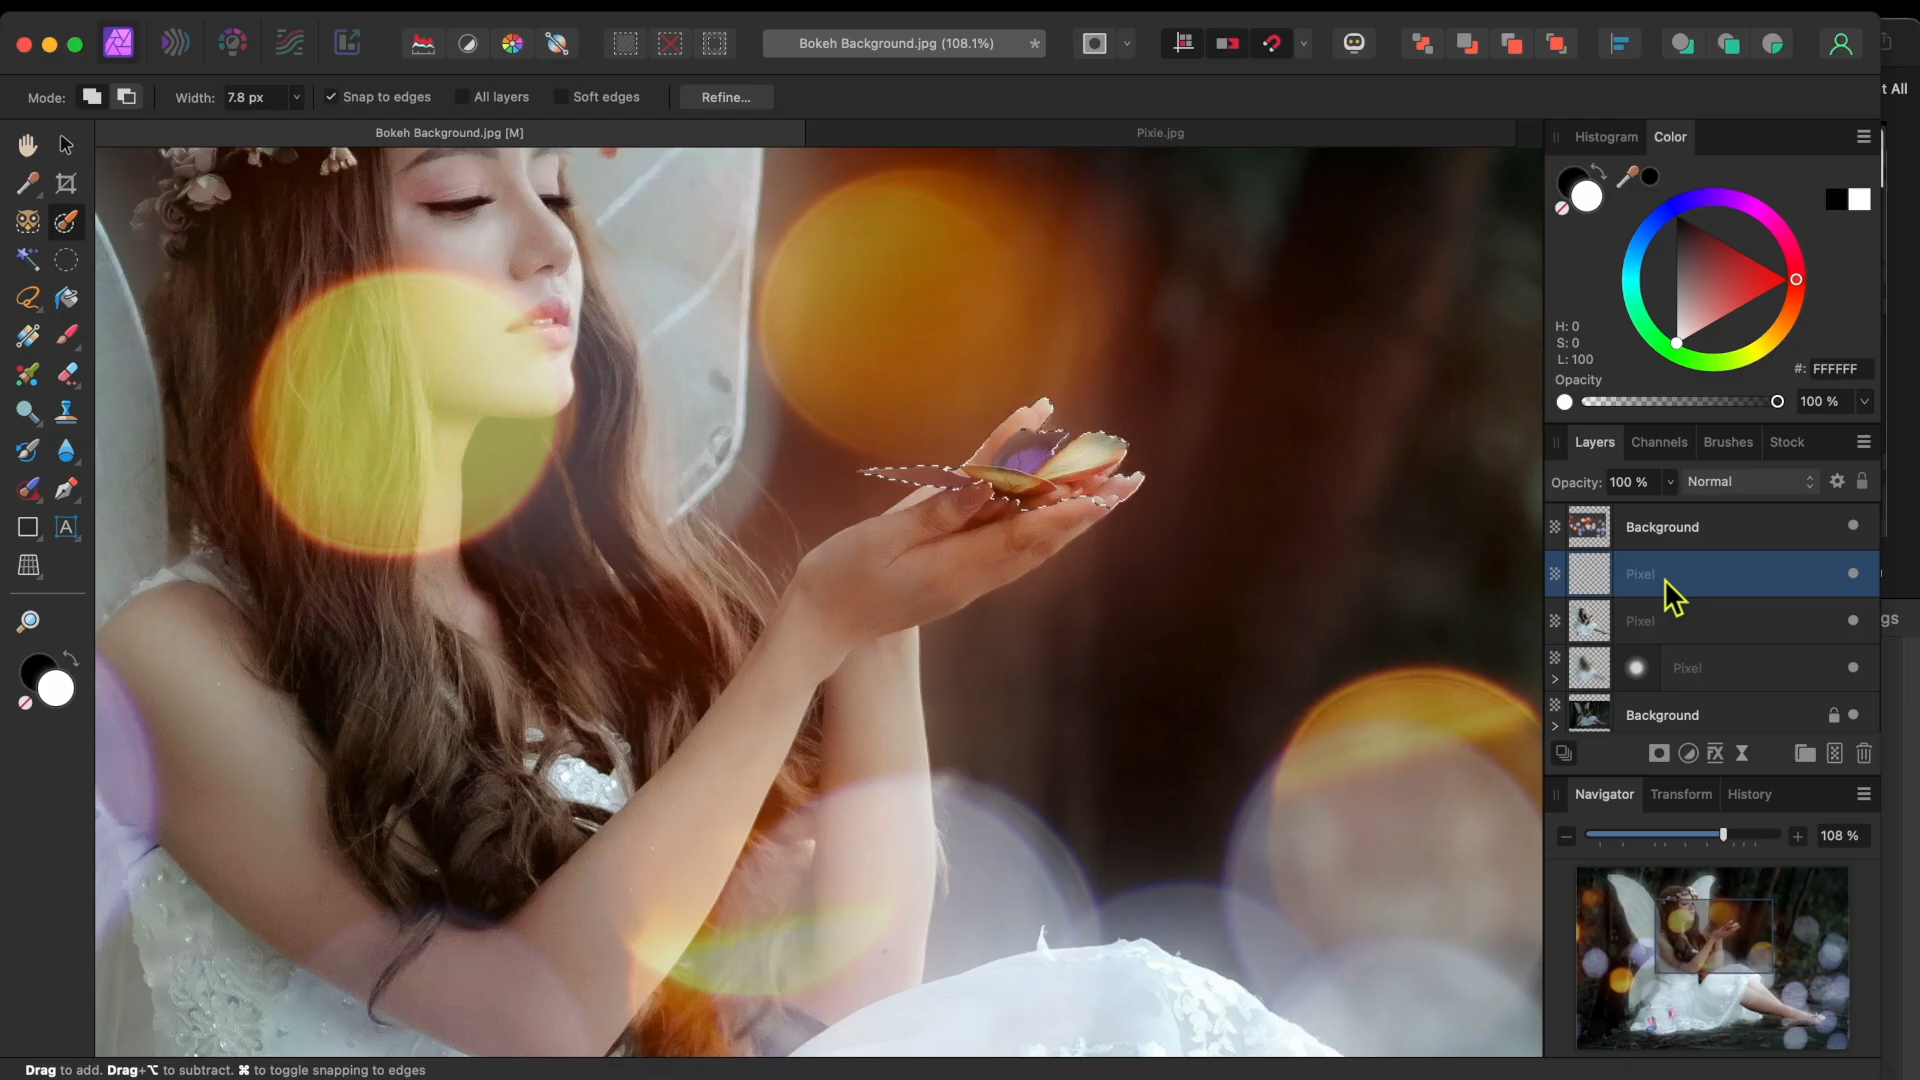 Bokeh Background.jpg (108.1%) *
t All
Mode: Width: 7.8 px Snap to edges All layers Soft edges Refine...
Bokeh Background.jpg [M] Pixie.jpg
Histogram Color
H: 0
S: 0
L: 100
#: FFFFFF
Opacity
100 %
Layers Channels Brushes Stock
Opacity: 100 % Normal
Background
Pixel
Pixel
gs
Pixel
Background
FX
Navigator Transform History
108 %
A
Drag to add. Drag+⌥ to subtract. ⌘ to toggle snapping to edges